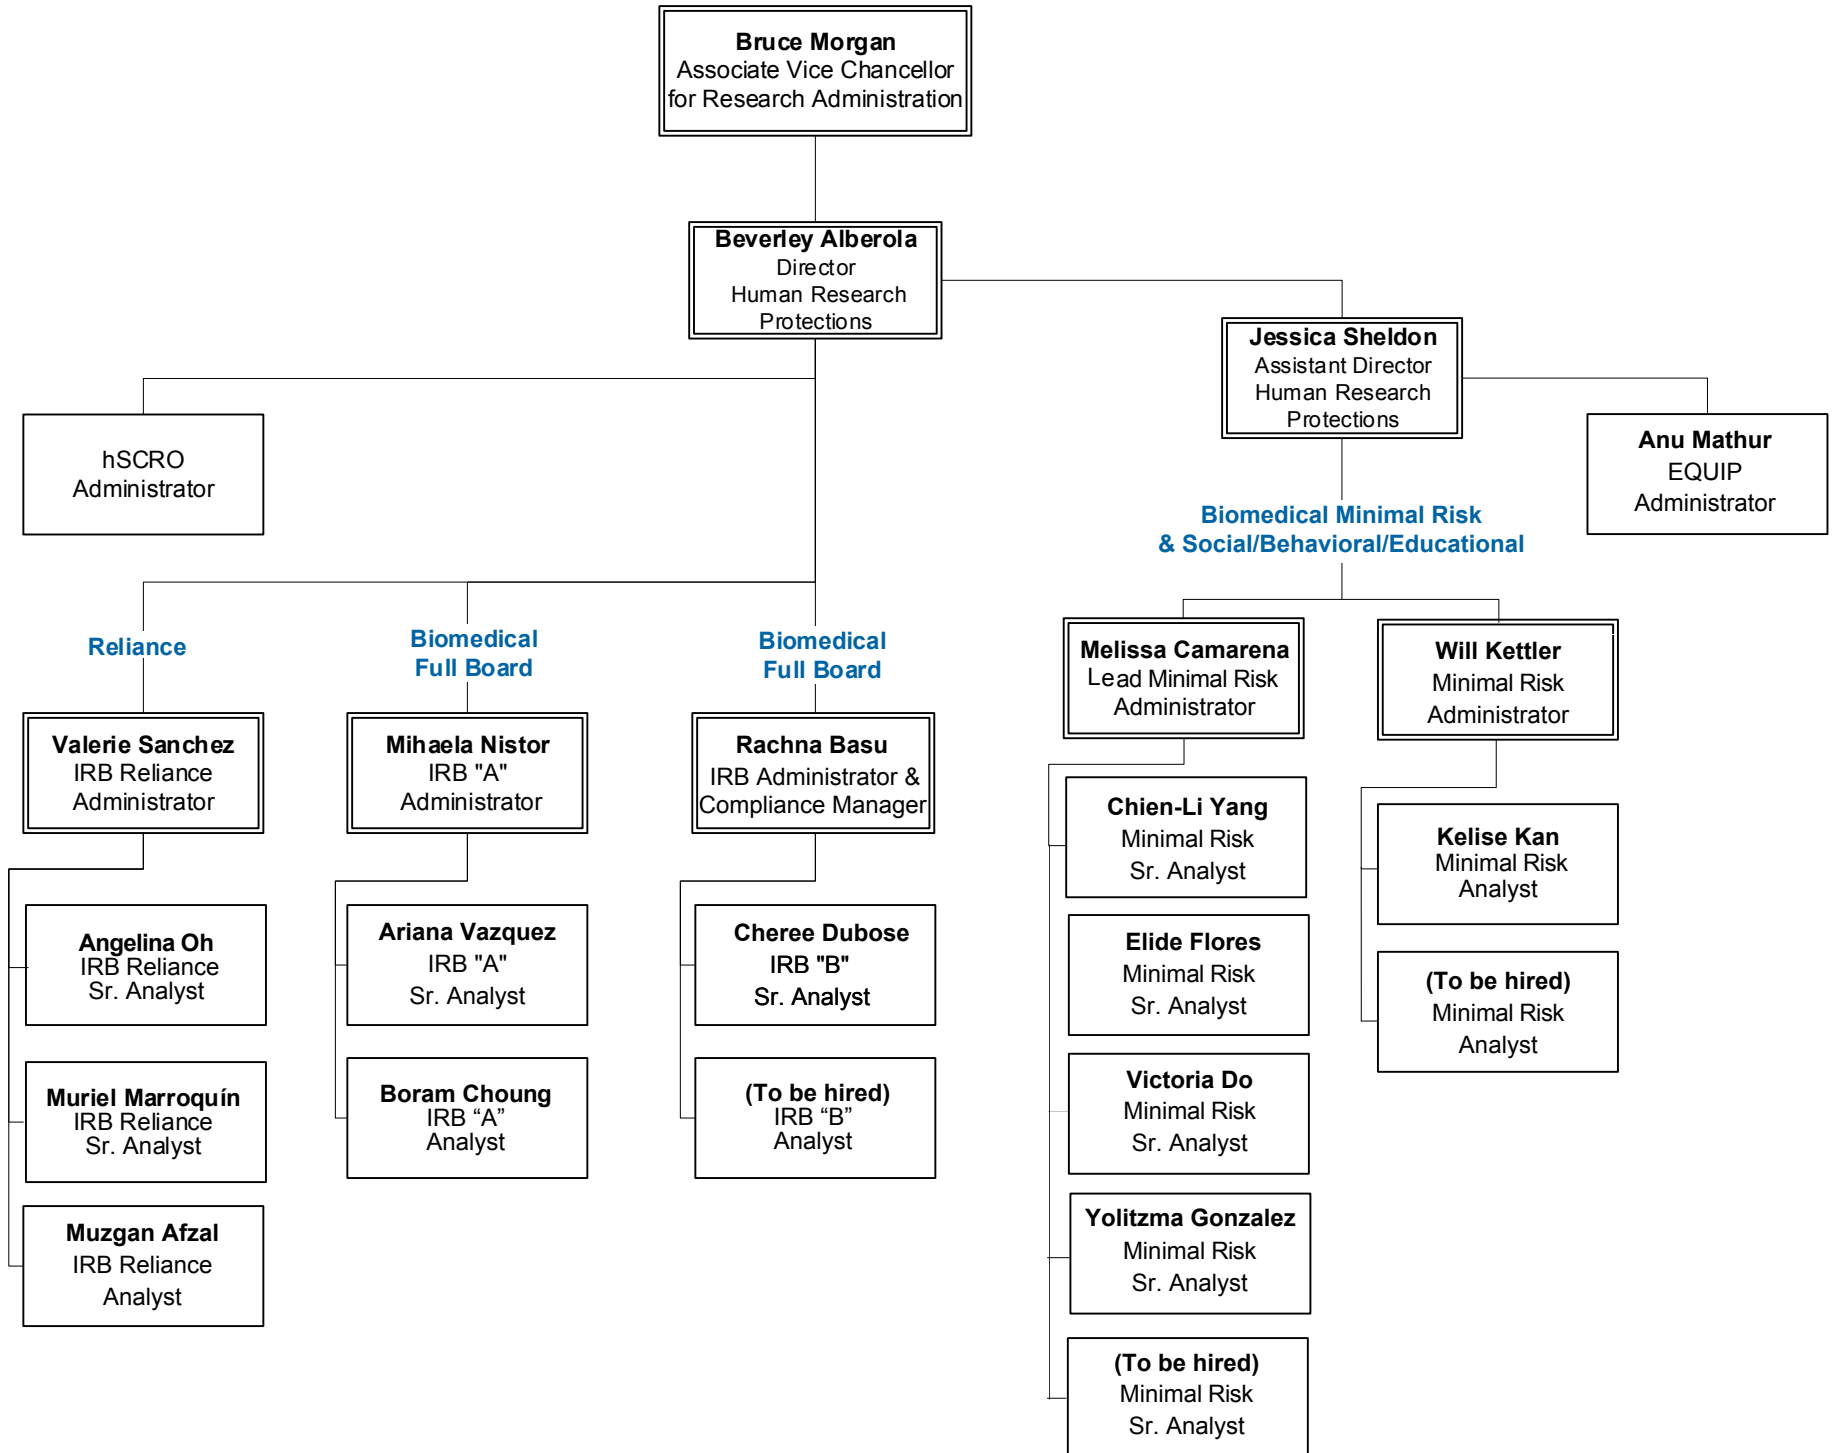 Bruce Morgan
Associate Vice Chancellor
for Research Administration
Beverley Alberola
Director
Human Research
Protections
Jessica Sheldon
Assistant Director
Human Research
Protections
hSCRO
Administrator
Anu Mathur
EQUIP
Administrator
Biomedical Minimal Risk
& Social/Behavioral/Educational
Reliance
Biomedical
Full Board
Biomedical
Full Board
Valerie Sanchez
IRB Reliance
Administrator
Mihaela Nistor
IRB "A"
Administrator
Rachna Basu
IRB Administrator &
Compliance Manager
Melissa Camarena
Lead Minimal Risk
Administrator
Will Kettler
Minimal Risk
Administrator
Angelina Oh
IRB Reliance
Sr. Analyst
Muriel Marroquín
IRB Reliance
Sr. Analyst
Muzgan Afzal
IRB Reliance
Analyst
Ariana Vazquez
IRB "A"
Sr. Analyst
Boram Choung
IRB “A”
Analyst
Cheree Dubose
IRB "B"
Sr. Analyst
(To be hired)
IRB “B”
Analyst
Chien-Li Yang
Minimal Risk
Sr. Analyst
Elide Flores
Minimal Risk
Sr. Analyst
Victoria Do
Minimal Risk
Sr. Analyst
Yolitzma Gonzalez
Minimal Risk
Sr. Analyst
(To be hired)
Minimal Risk
Sr. Analyst
Kelise Kan
Minimal Risk
Analyst
(To be hired)
Minimal Risk
Analyst